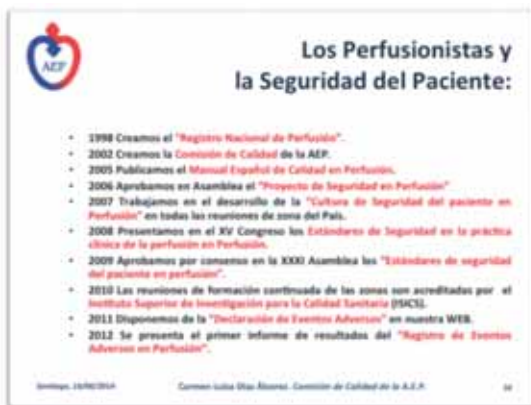 AEP
Los Perfusionistas y
la Seguridad del Paciente:
• 1998 Creamos el "Registro Nacional de Perfusión".
• 2002 Creamos la Comisión de Calidad de la AEP.
• 2005 Publicamos el Manual Español de Calidad en Perfusión.
• 2006 Aprobamos en Asamblea el "Proyecto de Seguridad en Perfusión"
• 2007 Trabajamos en el desarrollo de la "Cultura de Seguridad del paciente en
Perfusión" en todas las reuniones de zona del País.
• 2008 Presentamos en el XV Congreso los Estándares de Seguridad en la práctica
clínica de la perfusión en Perfusión.
• 2009 Aprobamos por consenso en la XXXI Asamblea los "Estándares de seguridad
del paciente en perfusión".
• 2010 Las reuniones de formación continuada de las zonas son acreditadas por el
Instituto Superior de Investigación para la Calidad Sanitaria (ISICS).
• 2011 Disponemos de la "Declaración de Eventos Adversos" en nuestra WEB.
• 2012 Se presenta el primer informe de resultados del "Registro de Eventos
Adversos en Perfusión".
Santiago, Carmen Luisa Díaz Álvarez. Comisión de Calidad de la A.E.P.